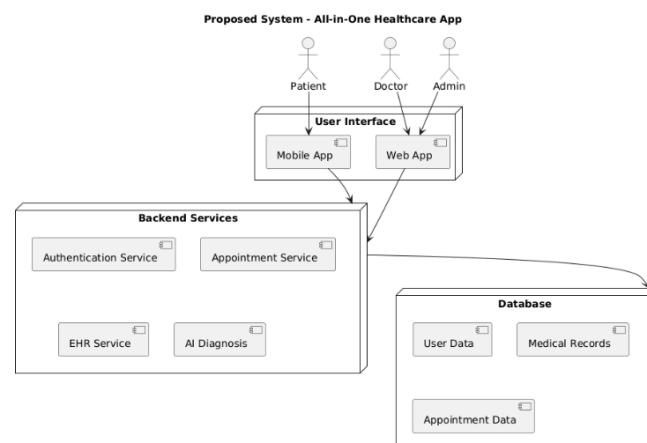 Proposed System - All-in-One Healthcare App
Patient
Doctor
Admin
User Interface
Mobile App
Web App
Backend Services
Authentication Service
Appointment Service
EHR Service
AI Diagnosis
Database
User Data
Medical Records
Appointment Data